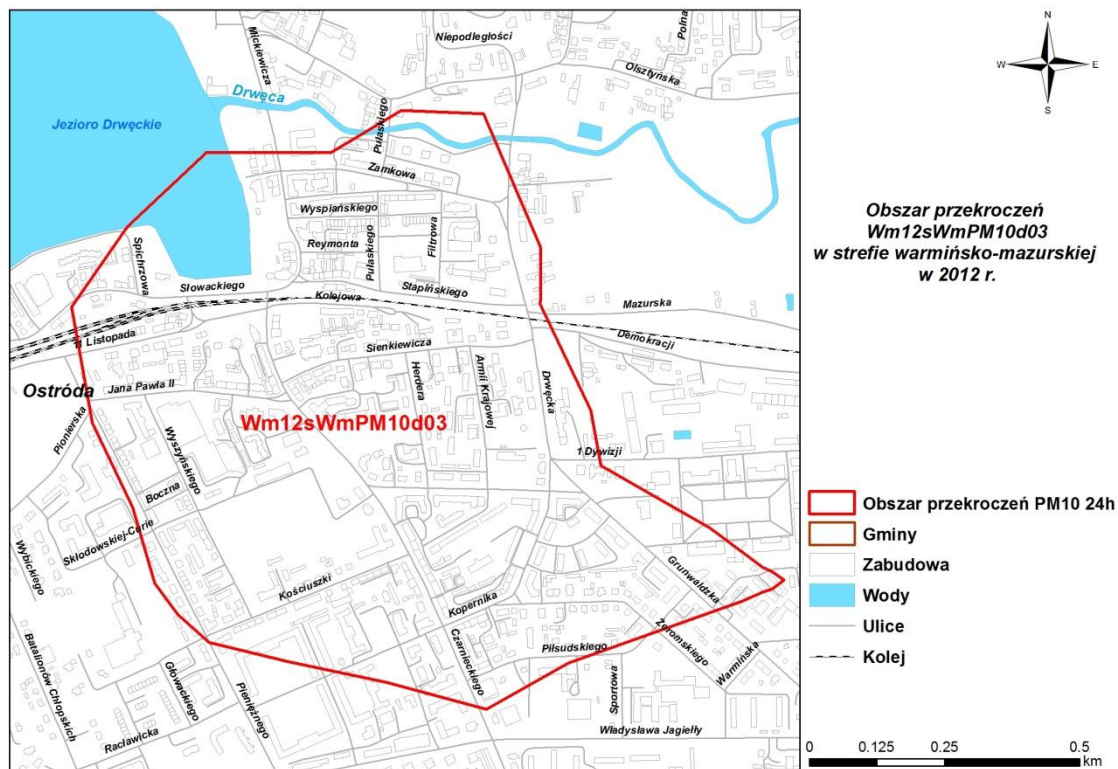 Mickiewicza
Niepodległości
Polna
Olsztyńska
Drwęca
Jezioro Drwęckie
Pułaskiego
Zamkowa
Wyspiańskiego
Reymonta
Pułaskiego
Filtrowa
Spichrzowa
Słowackiego
Stapińskiego
Kolejowa
Mazurska
Demokracji
11 Listopada
Sienkiewicza
Herdera
Armii Krajowej
Drwęcka
Ostróda
Jana Pawła II
Pionierska
Wm12sWmPM10d03
Wyszyńskiego
1 Dywizji
Boczna
Skłodowskiej-Curie
Wybickiego
Kościuszki
Kopernika
Grunwaldzka
Czarnieckiego
Piłsudskiego
Żeromskiego
Warmińska
Batalionów Chłopskich
Głowackiego
Pieniężnego
Sportowa
Racławicka
Władysława Jagiełły
N
W E
S
Obszar przekroczeń
Wm12sWmPM10d03
w strefie warmińsko-mazurskiej
w 2012 r.
Obszar przekroczeń PM10 24h
Gminy
Zabudowa
Wody
Ulice
Kolej
0 0.125 0.25 0.5
km